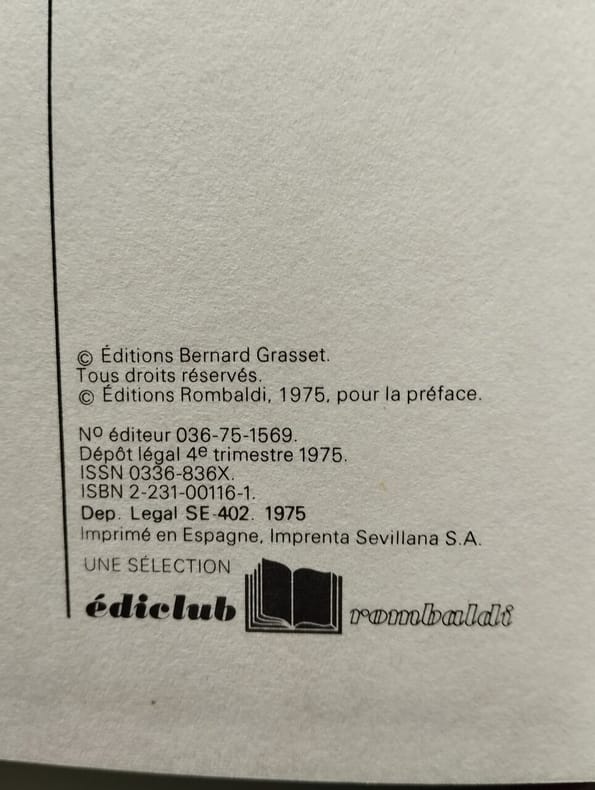 © Éditions Bernard Grasset.
Tous droits réservés.
© Éditions Rombaldi, 1975, pour la préface.
Nº éditeur 036-75-1569.
Dépôt légal 4e trimestre 1975.
ISSN 0336-836X.
ISBN 2-231-00116-1.
Dep. Legal SE-402. 1975
Imprimé en Espagne, Imprenta Sevillana S.A.
UNE SÉLECTION
édiclub rombaldi